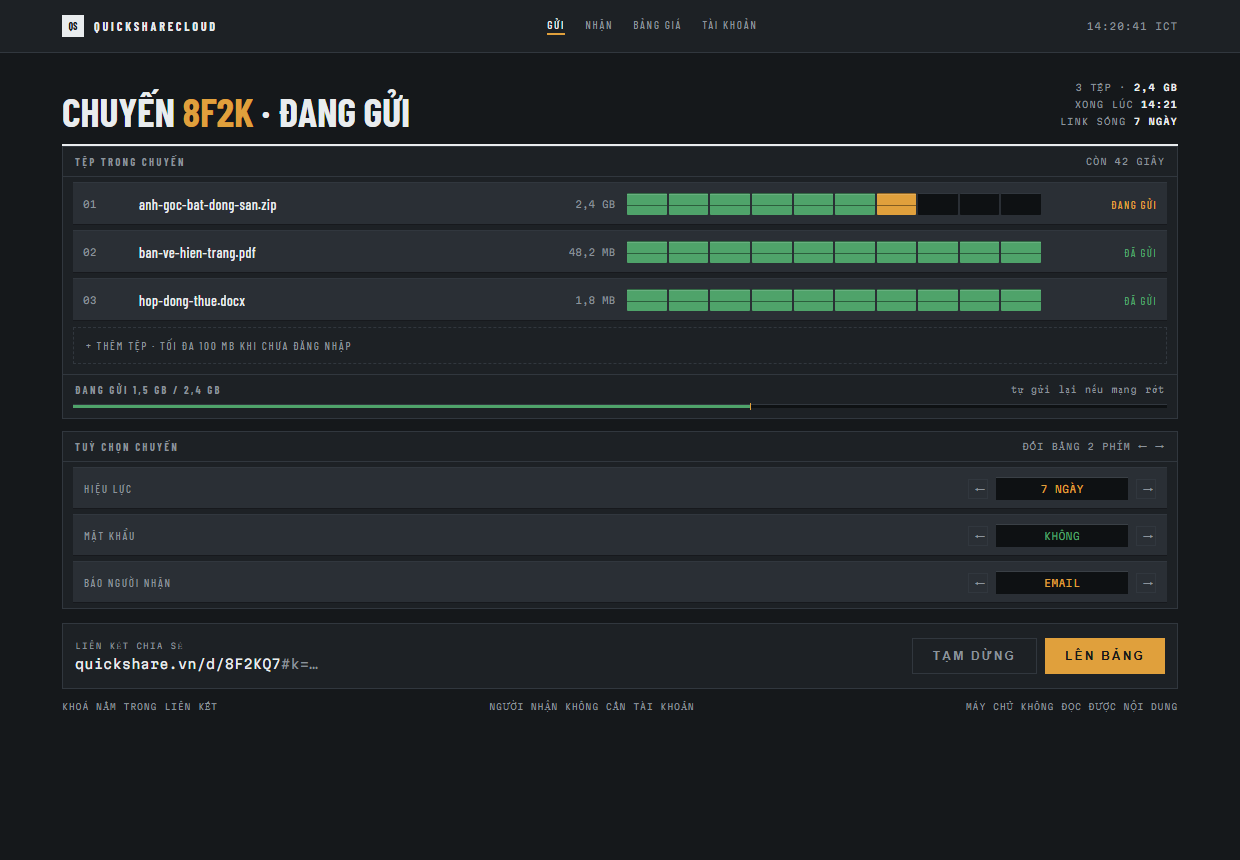 QS QUICKSHARECLOUD
GỬI NHẬN BẢNG GIÁ TÀI KHOẢN
14:20:41 ICT
CHUYẾN 8F2K · ĐANG GỬI
3 TỆP · 2,4 GB
XONG LÚC 14:21
LINK SỐNG 7 NGÀY
TỆP TRONG CHUYẾN
CÒN 42 GIÂY
01 anh-goc-bat-dong-san.zip 2,4 GB ĐANG GỬI
02 ban-ve-hien-trang.pdf 48,2 MB ĐÃ GỬI
03 hop-dong-thue.docx 1,8 MB ĐÃ GỬI
+ THÊM TỆP · TỐI ĐA 100 MB KHI CHƯA ĐĂNG NHẬP
ĐANG GỬI 1,5 GB / 2,4 GB
tự gửi lại nếu mạng rớt
TUỲ CHỌN CHUYẾN
ĐỔI BẰNG 2 PHÍM ← →
HIỆU LỰC ← 7 NGÀY →
MẬT KHẨU ← KHÔNG →
BÁO NGƯỜI NHẬN ← EMAIL →
LIÊN KẾT CHIA SẺ
quickshare.vn/d/8F2KQ7#k=…
TẠM DỪNG
LÊN BẢNG
KHOÁ NẰM TRONG LIÊN KẾT
NGƯỜI NHẬN KHÔNG CẦN TÀI KHOẢN
MÁY CHỦ KHÔNG ĐỌC ĐƯỢC NỘI DUNG